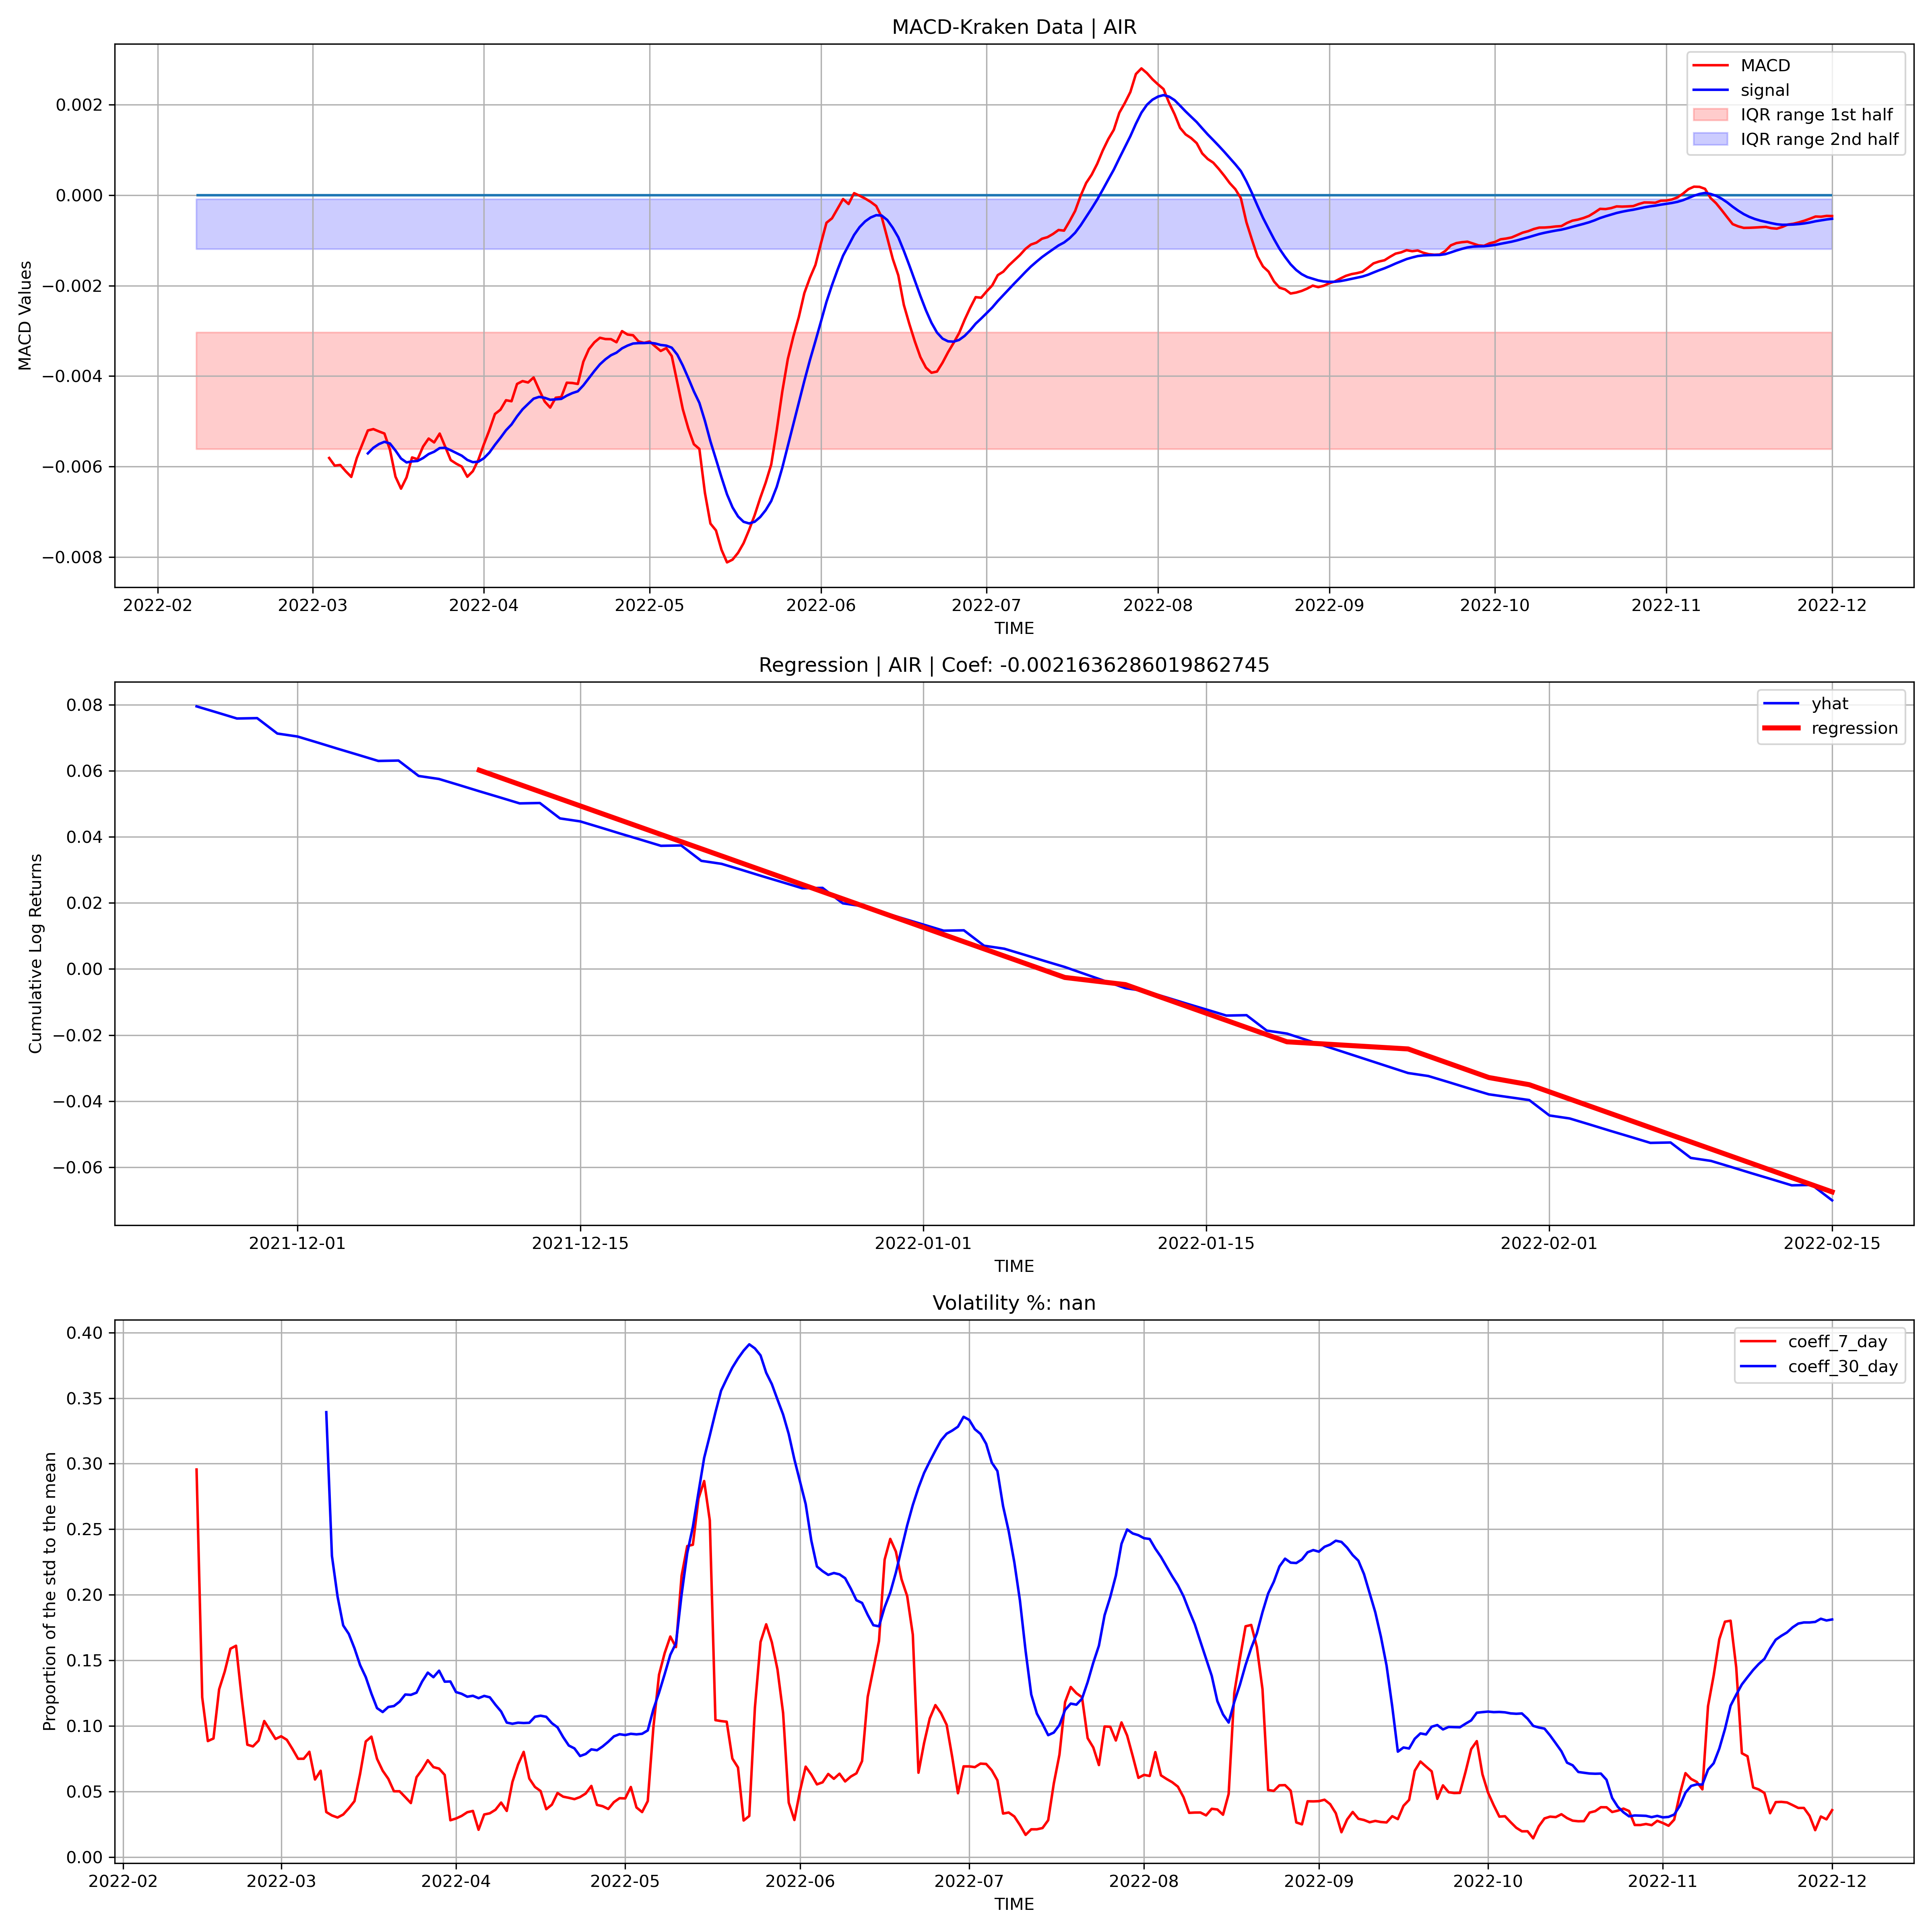 MACD-Kraken Data | AIR
MACD Values
0.002
0.000
−0.002
−0.004
−0.006
−0.008
MACD
signal
IQR range 1st half
IQR range 2nd half
2022-02 2022-03 2022-04 2022-05 2022-06 2022-07 2022-08 2022-09 2022-10 2022-11 2022-12
TIME
Regression | AIR | Coef: -0.0021636286019862745
Cumulative Log Returns
0.08
0.06
0.04
0.02
0.00
−0.02
−0.04
−0.06
yhat
regression
2021-12-01 2021-12-15 2022-01-01 2022-01-15 2022-02-01 2022-02-15
TIME
Volatility %: nan
Proportion of the std to the mean
0.40
0.35
0.30
0.25
0.20
0.15
0.10
0.05
0.00
coeff_7_day
coeff_30_day
2022-02 2022-03 2022-04 2022-05 2022-06 2022-07 2022-08 2022-09 2022-10 2022-11 2022-12
TIME